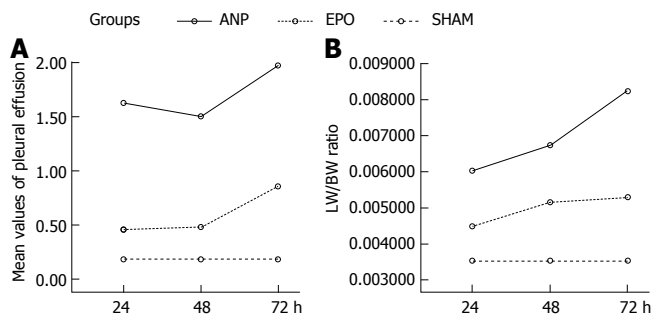 Groups ANP EPO SHAM
A
B
Mean values of pleural effusion
2.00
1.50
1.00
0.50
0.00
24 48 72 h
LW/BW ratio
0.009000
0.008000
0.007000
0.006000
0.005000
0.004000
0.003000
24 48 72 h